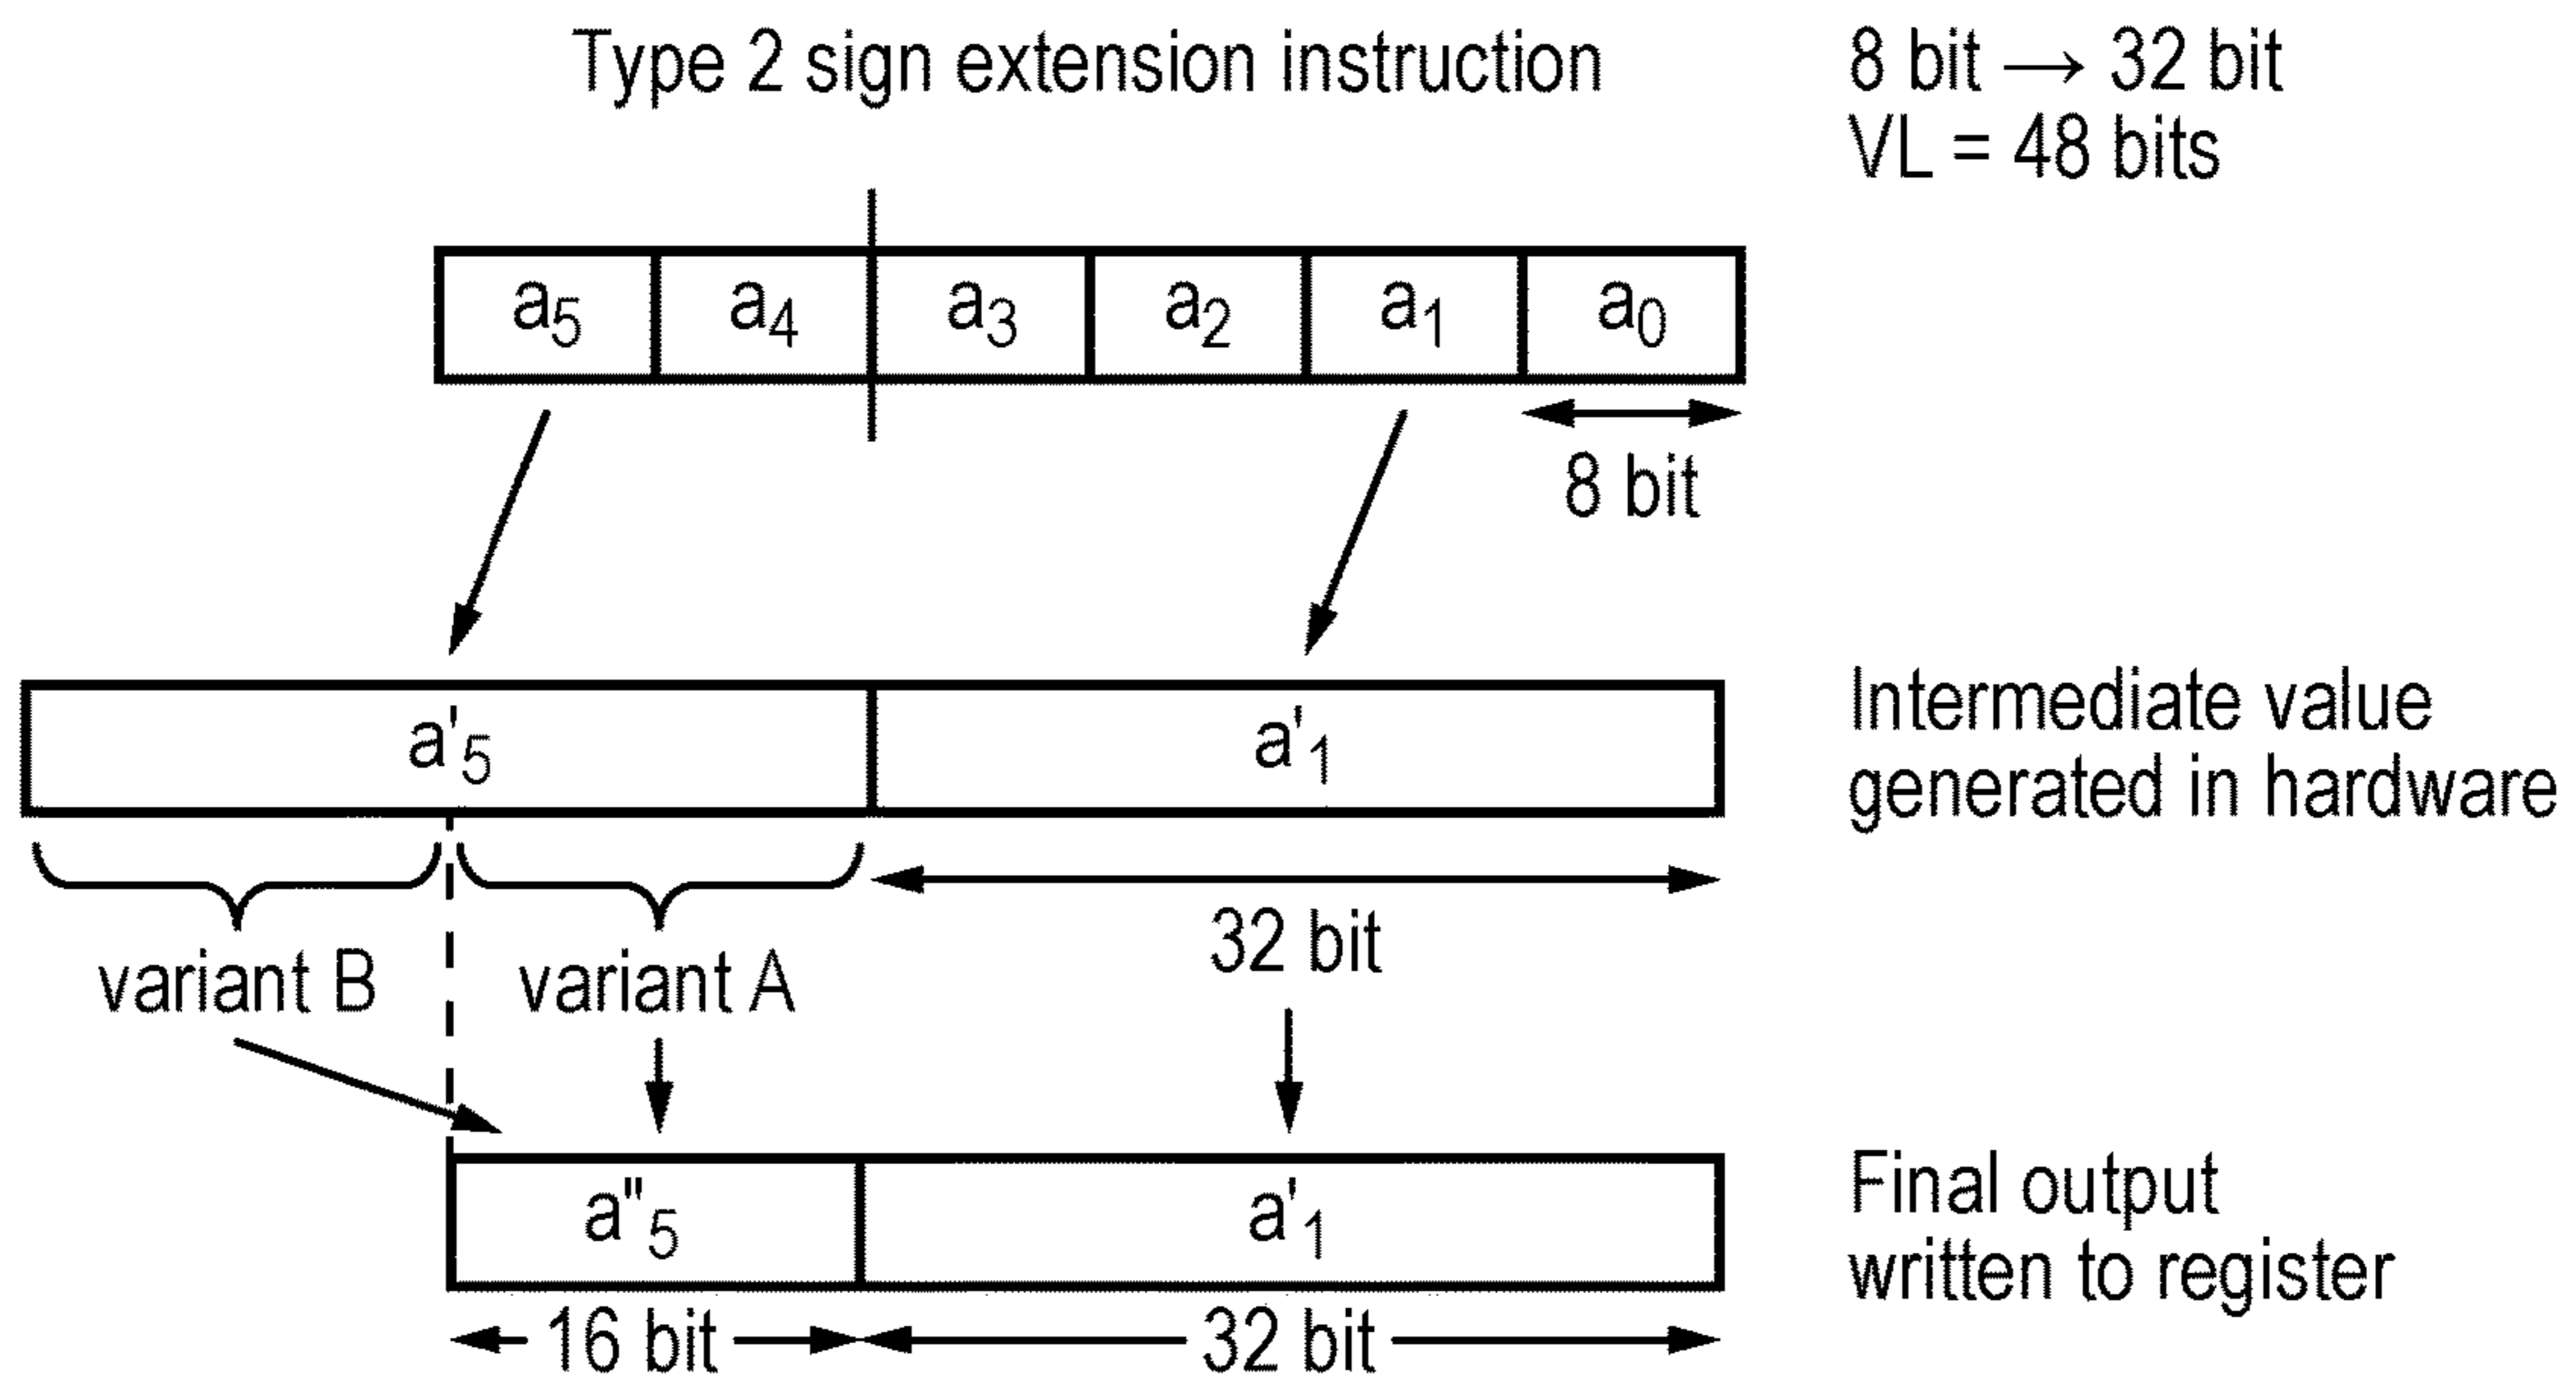 Type 2 sign extension instruction
8 bit → 32 bit
VL = 48 bits
a5 a4 a3 a2 a1 a0
8 bit
a'5 a'1
Intermediate value
generated in hardware
variant B variant A
32 bit
a"5 a'1
Final output
written to register
16 bit 32 bit